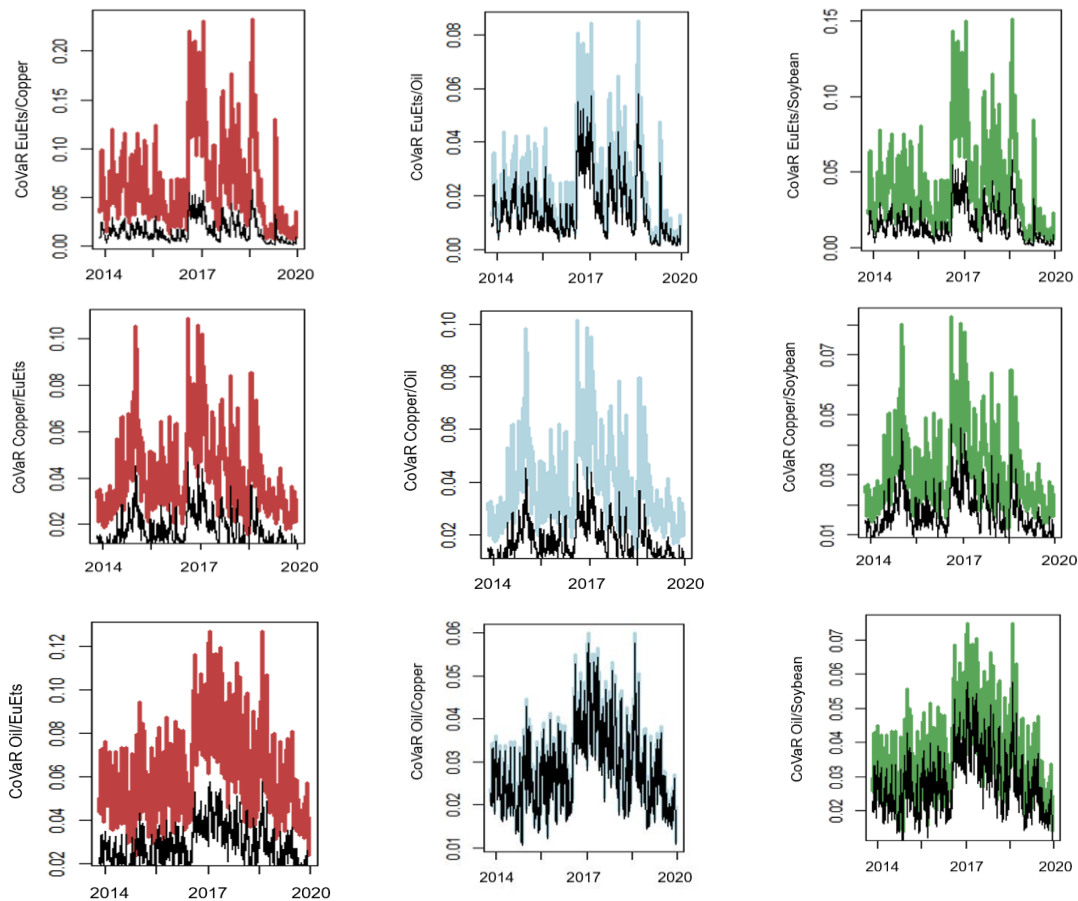 CoVaR EuEts/Copper
0.20
0.15
0.10
0.05
0.00
2014 2017 2020
CoVaR EuEts/Oil
0.08
0.06
0.04
0.02
0.00
2014 2017 2020
CoVaR EuEts/Soybean
0.15
0.10
0.05
0.00
2014 2017 2020
CoVaR Copper/EuEts
0.10
0.08
0.06
0.04
0.02
2014 2017 2020
CoVaR Copper/Oil
0.10
0.08
0.06
0.04
0.02
2014 2017 2020
CoVaR Copper/Soybean
0.07
0.05
0.03
0.01
2014 2017 2020
CoVaR Oil/EuEts
0.12
0.10
0.08
0.06
0.04
0.02
2014 2017 2020
CoVaR Oil/Copper
0.06
0.05
0.04
0.03
0.02
0.01
2014 2017 2020
CoVaR Oil/Soybean
0.07
0.06
0.05
0.04
0.03
0.02
2014 2017 2020